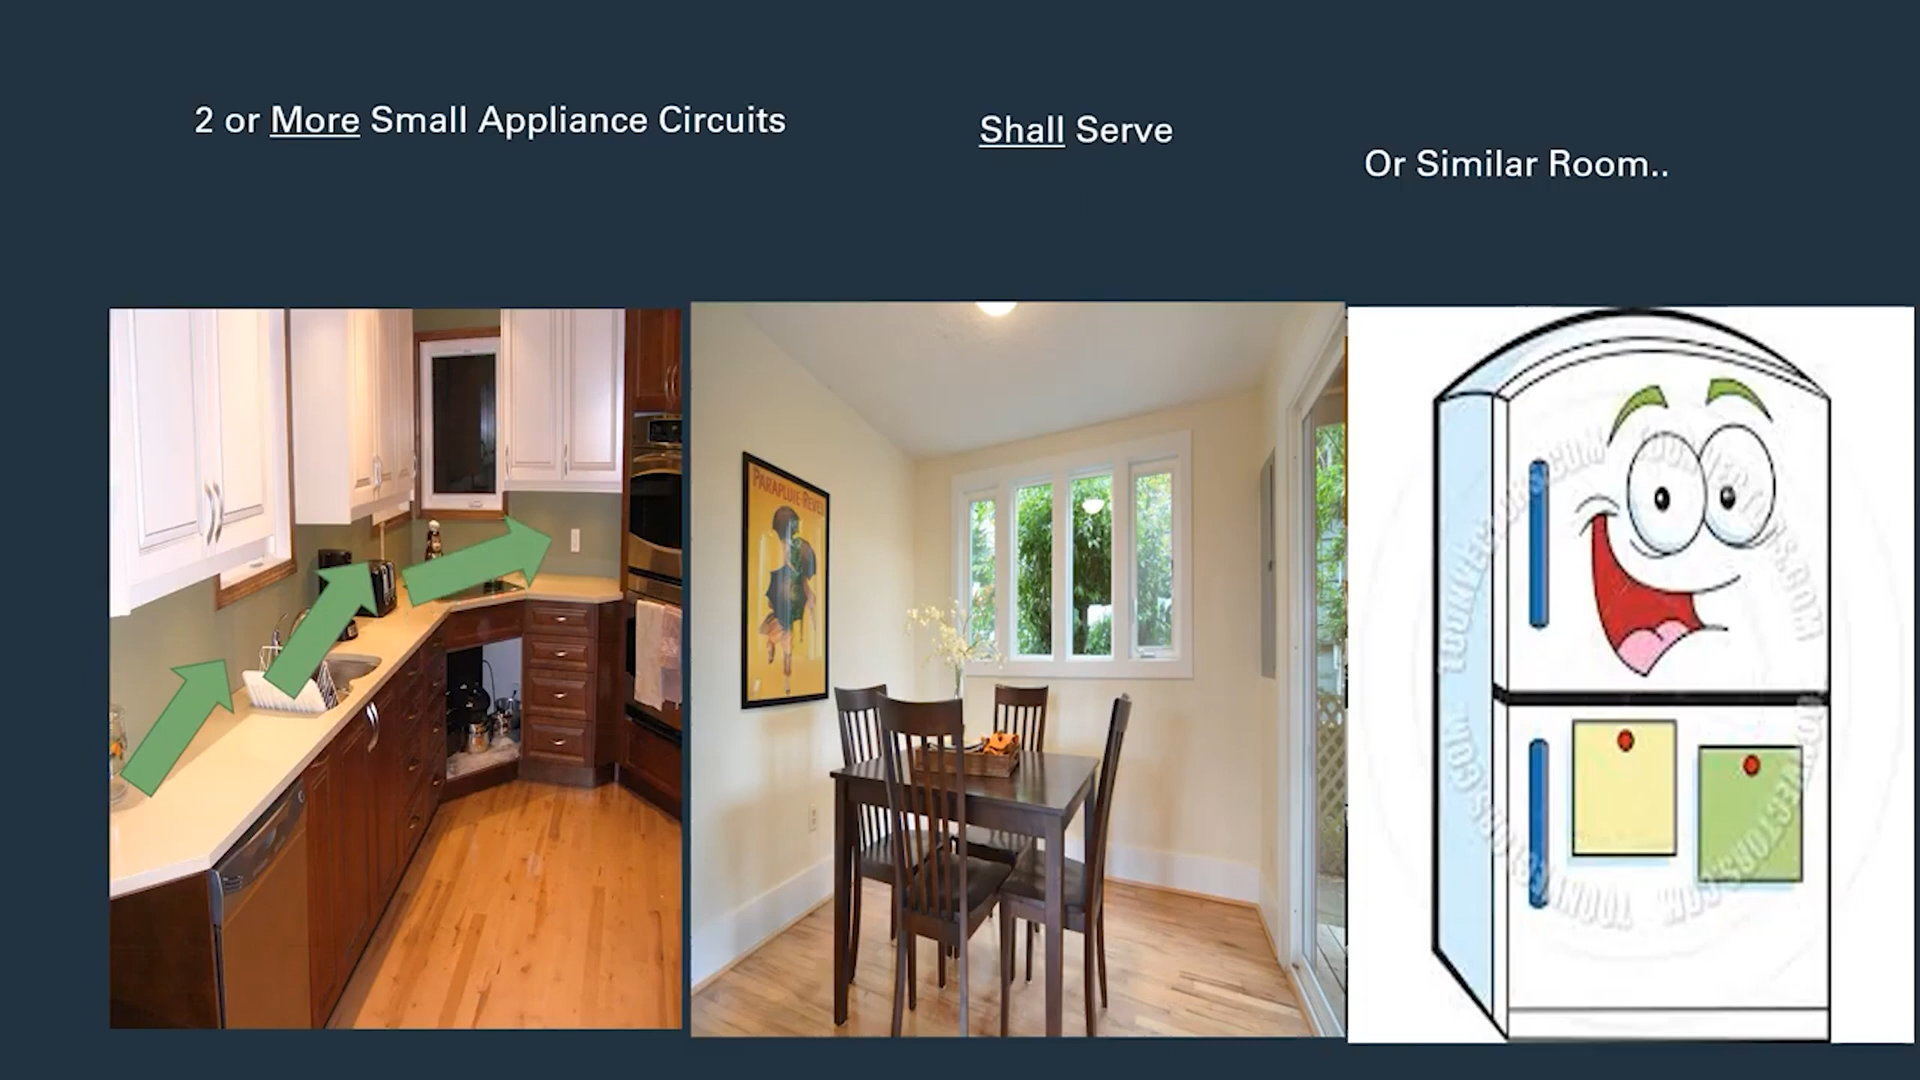 2 or More Small Appliance Circuits
Shall Serve
Or Similar Room..
PARAPLUIE-REVEL